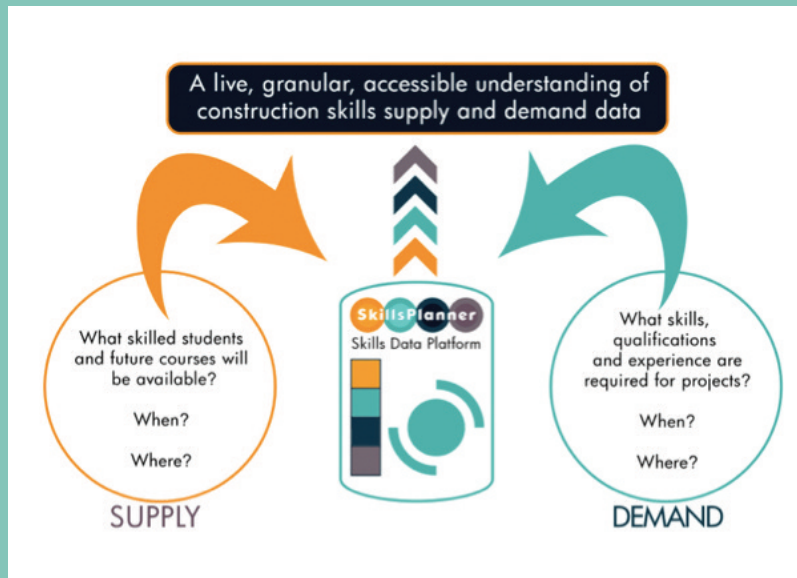 A live, granular, accessible understanding of
construction skills supply and demand data
What skilled students
and future courses will
be available?
When?
Where?
SUPPLY
SkillsPlanner
Skills Data Platform
What skills,
qualifications
and experience are
required for projects?
When?
Where?
DEMAND